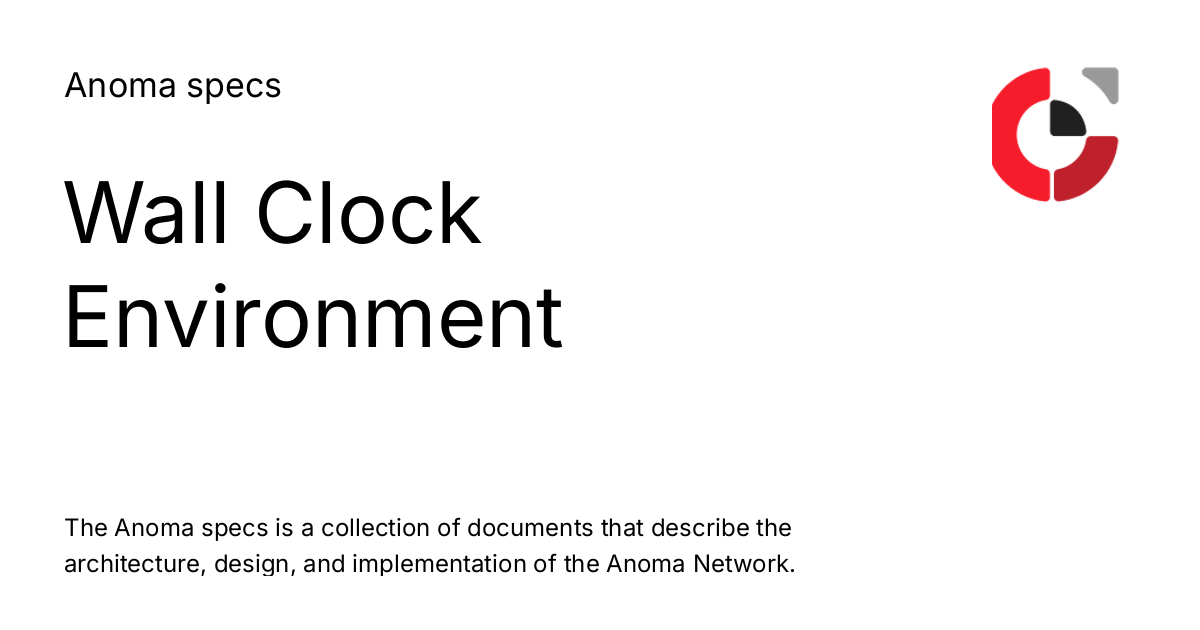 Anoma specs
Wall Clock
Environment
The Anoma specs is a collection of documents that describe the
architecture, design, and implementation of the Anoma Network.